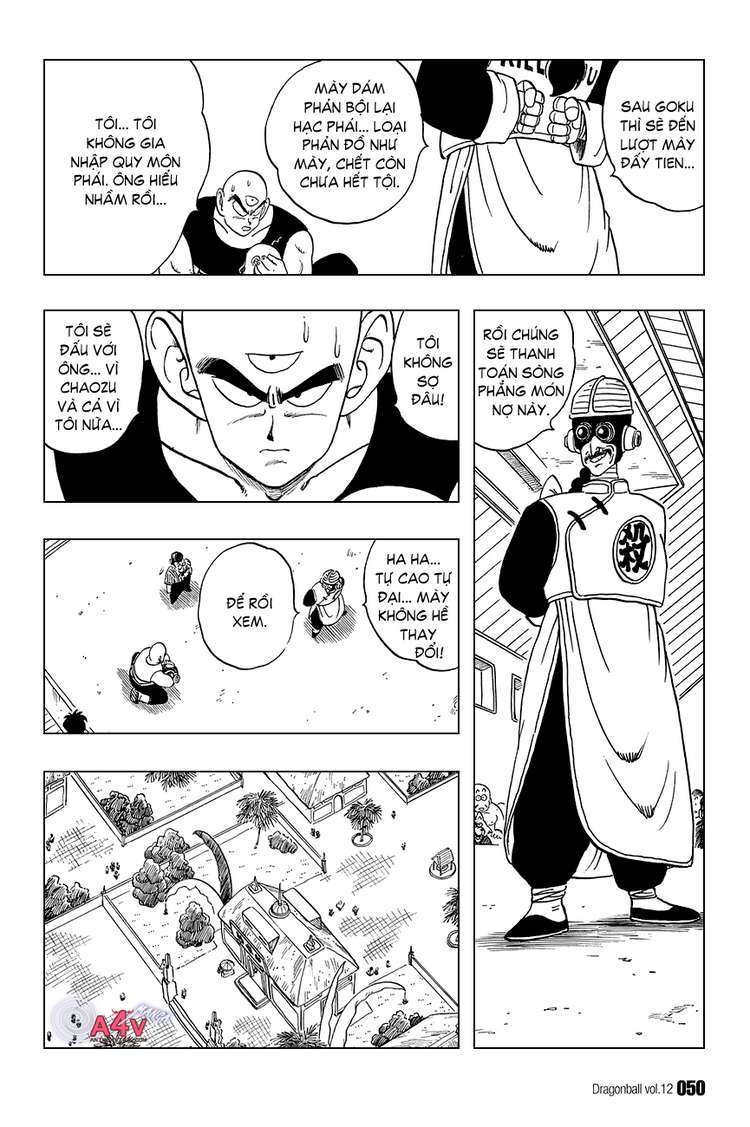 KILL
U
SAU GOKU
THÌ SẼ ĐẾN
LƯỢT MÀY
ĐẤY TIEN...
MÀY DÁM
PHẢN BỘI LẠI
HẠC PHÁI... LOẠI
PHẢN ĐỒ NHƯ
MÀY, CHẾT CÒN
CHƯA HẾT TỘI.
TÔI... TÔI
KHÔNG GIA
NHẬP QUY MÔN
PHÁI. ÔNG HIỂU
NHẦM RỒI...
RỒI CHÚNG
SẼ THANH
TOÁN SÒNG
PHẲNG MÓN
NỢ NÀY.
殺
TÔI
KHÔNG
SỢ
ĐÂU!
TÔI SẼ
ĐẤU VỚI
ÔNG... VÌ
CHAOZU
VÀ CẢ VÌ
TÔI NỮA...
HA HA...
TỰ CAO TỰ
ĐẠI... MÀY
KHÔNG HỀ
THAY
ĐỔI!
ĐỂ RỒI
XEM.
A4V
Dragonball vol.12 050